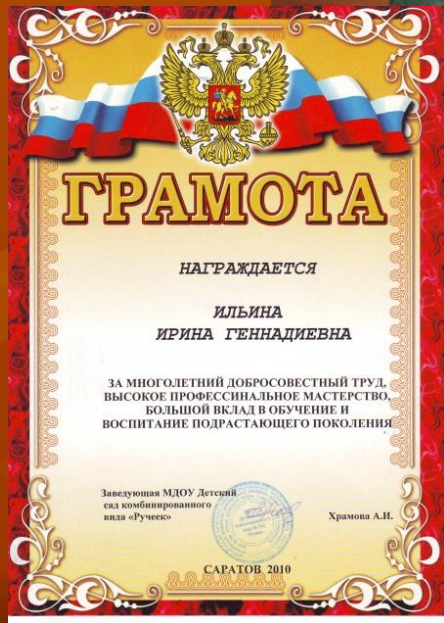 ГРАМОТА
НАГРАЖДАЕТСЯ
ИЛЬИНА
ИРИНА ГЕННАДИЕВНА
ЗА МНОГОЛЕТНИЙ ДОБРОСОВЕСТНЫЙ ТРУД,
ВЫСОКОЕ ПРОФЕССИНАЛЬНОЕ МАСТЕРСТВО,
БОЛЬШОЙ ВКЛАД В ОБУЧЕНИЕ И
ВОСПИТАНИЕ ПОДРАСТАЮЩЕГО ПОКОЛЕНИЯ
Заведующая МДОУ Детский
сад комбинированного
вида «Ручеек» Храмова А.И.
САРАТОВ 2010